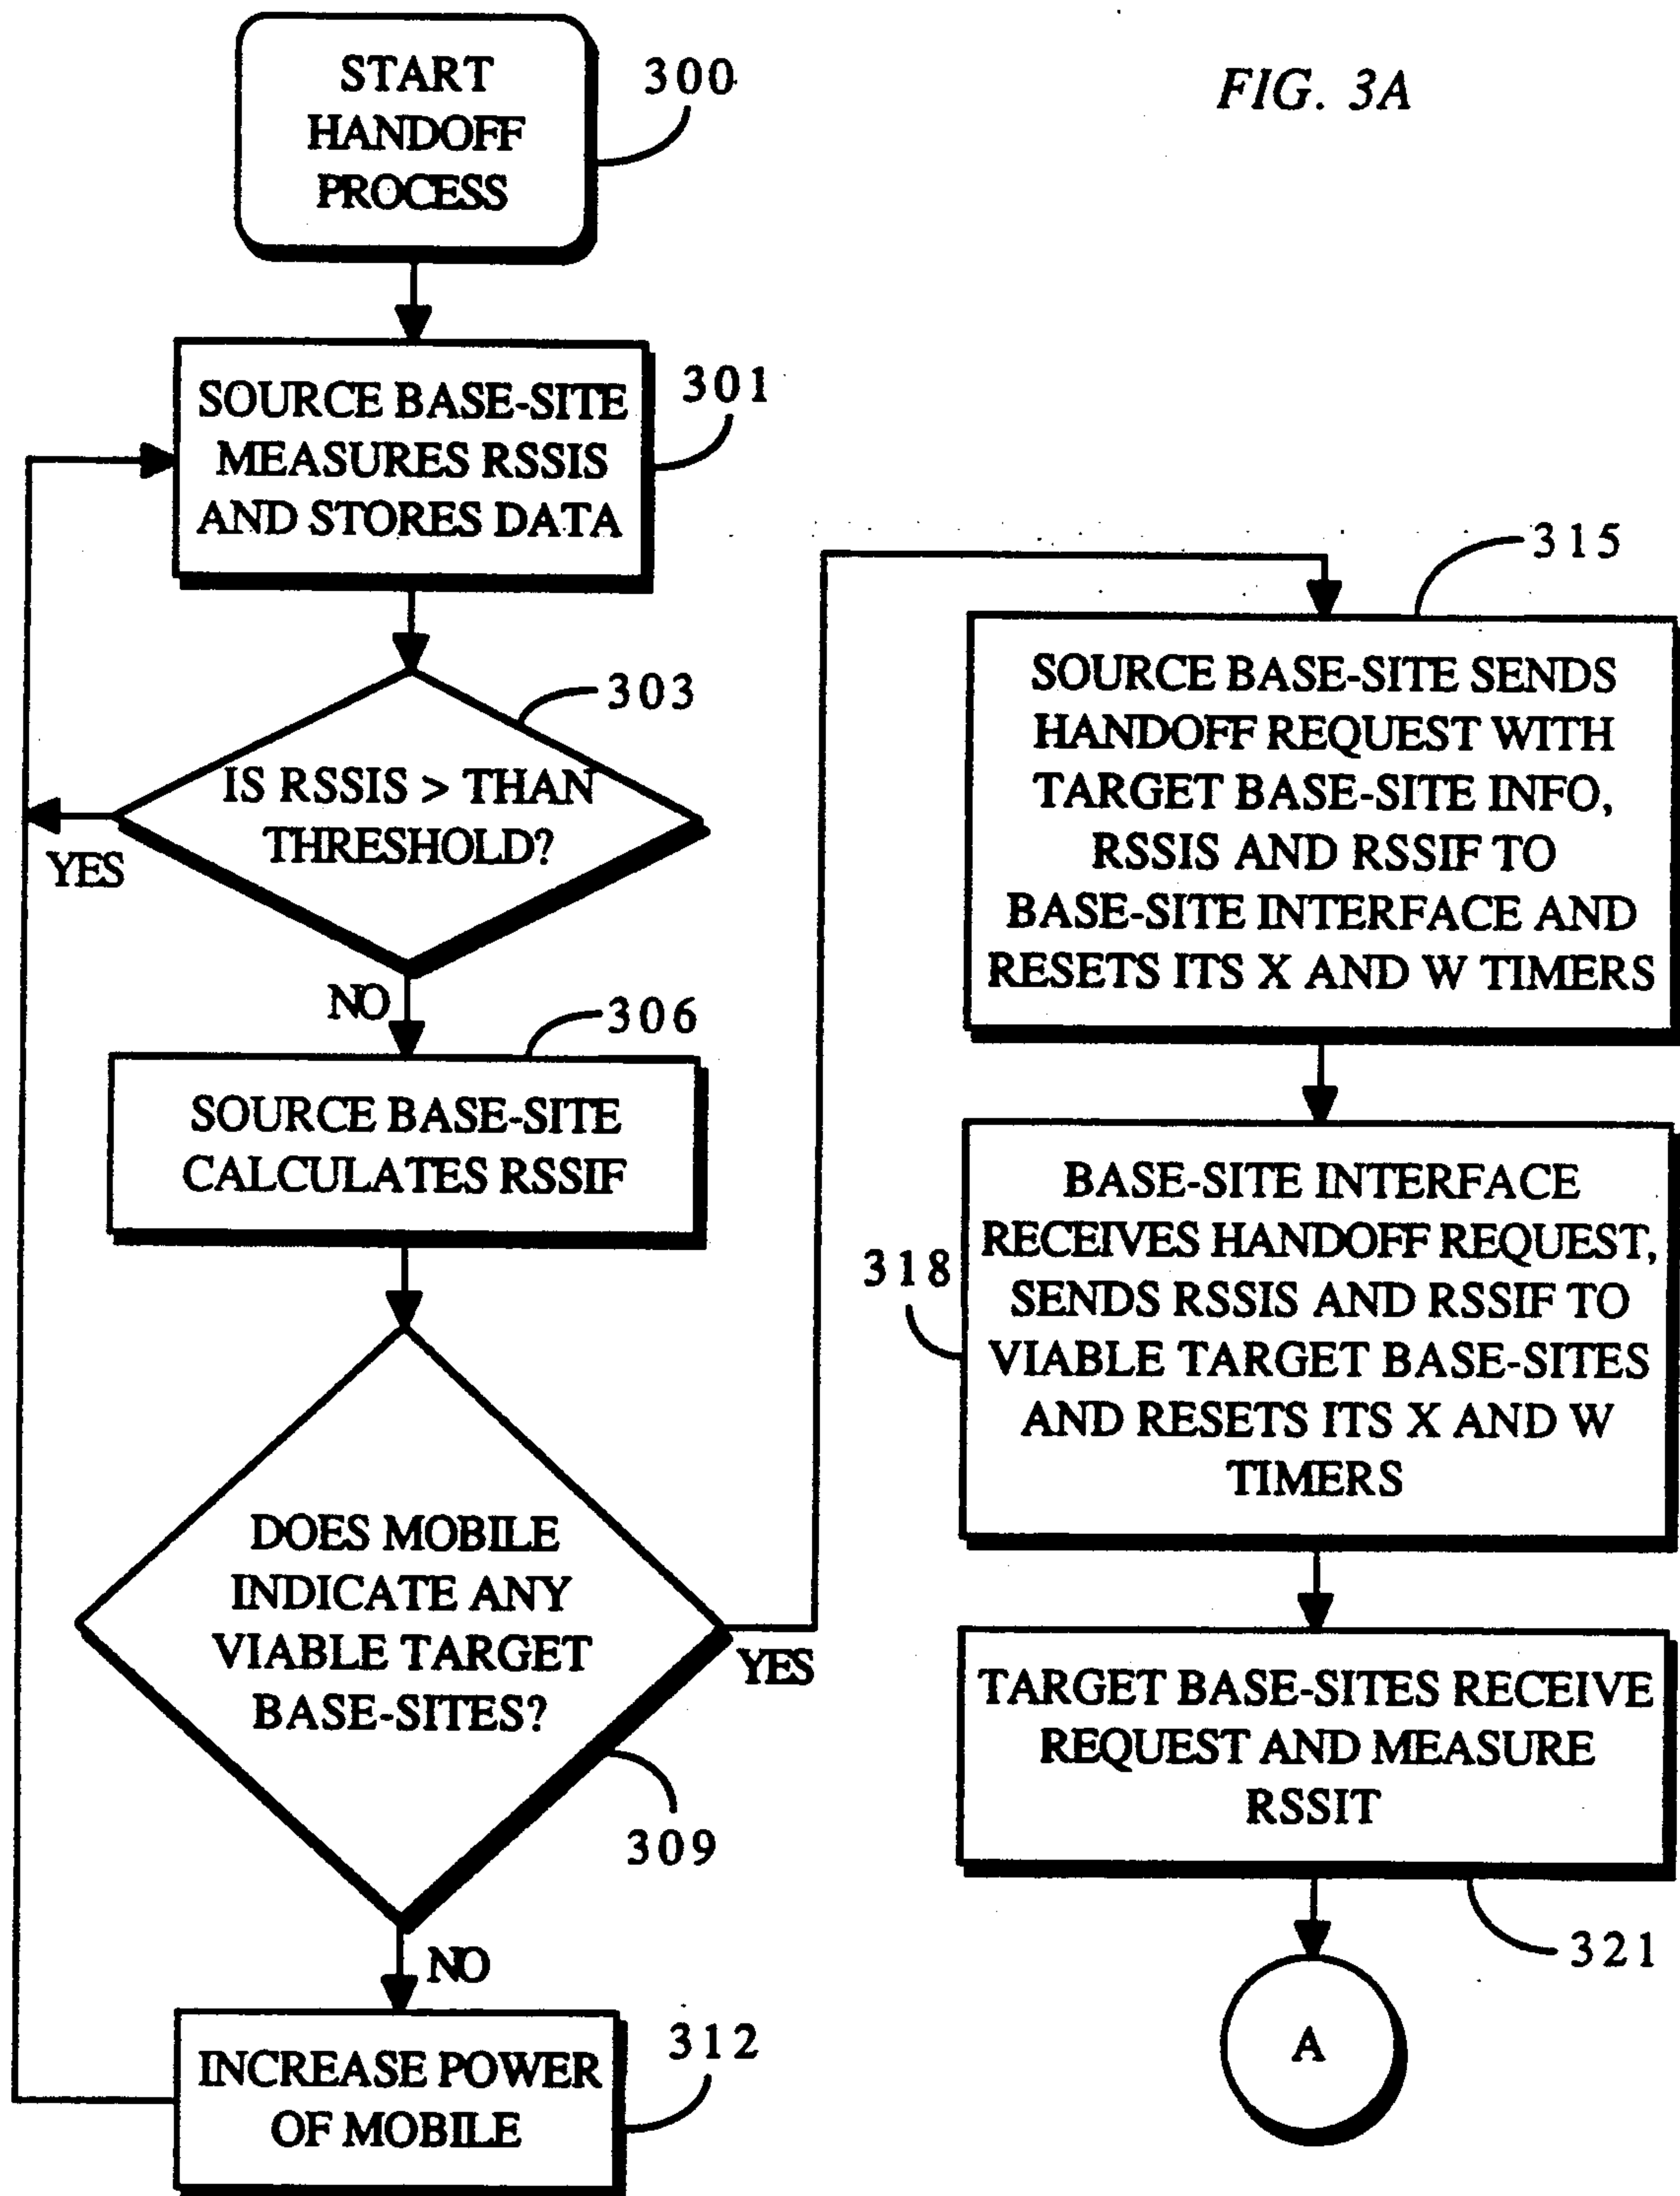 FIG. 3A
START
HANDOFF
PROCESS
300
SOURCE BASE-SITE
MEASURES RSSIS
AND STORES DATA
301
IS RSSIS > THAN
THRESHOLD?
303
YES
NO
SOURCE BASE-SITE
CALCULATES RSSIF
306
DOES MOBILE
INDICATE ANY
VIABLE TARGET
BASE-SITES?
309
YES
NO
INCREASE POWER
OF MOBILE
312
SOURCE BASE-SITE SENDS
HANDOFF REQUEST WITH
TARGET BASE-SITE INFO,
RSSIS AND RSSIF TO
BASE-SITE INTERFACE AND
RESETS ITS X AND W TIMERS
315
BASE-SITE INTERFACE
RECEIVES HANDOFF REQUEST,
SENDS RSSIS AND RSSIF TO
VIABLE TARGET BASE-SITES
AND RESETS ITS X AND W
TIMERS
318
TARGET BASE-SITES RECEIVE
REQUEST AND MEASURE
RSSIT
321
A